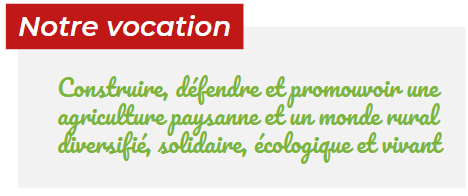 Notre vocation
Construire, défendre et promouvoir une
agriculture paysanne et un monde rural
diversifié, solidaire, écologique et vivant